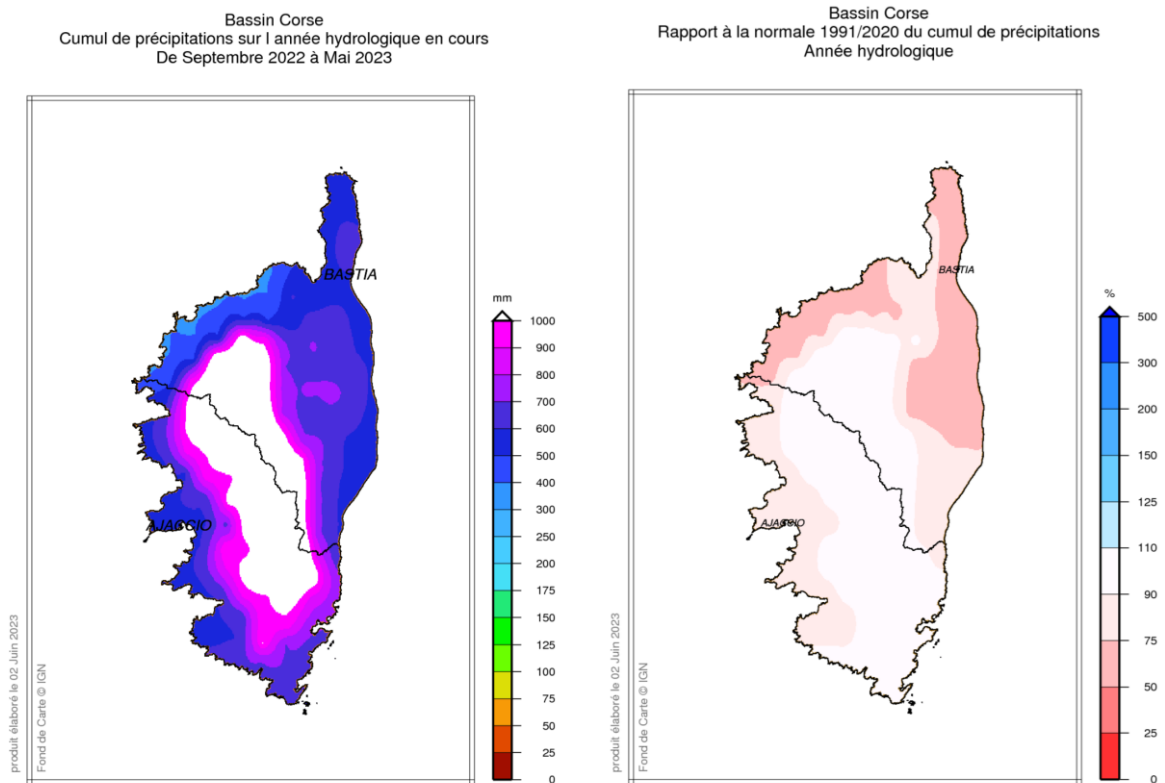 Bassin Corse
Cumul de précipitations sur l année hydrologique en cours
De Septembre 2022 à Mai 2023
BASTIA
AJACCIO
mm
1000
900
800
700
600
500
400
300
250
200
175
150
125
100
75
50
25
0
produit élaboré le 02 Juin 2023
Fond de Carte © IGN
Bassin Corse
Rapport à la normale 1991/2020 du cumul de précipitations
Année hydrologique
BASTIA
AJACCIO
%
500
300
200
150
125
110
90
75
50
25
0
produit élaboré le 02 Juin 2023
Fond de Carte © IGN